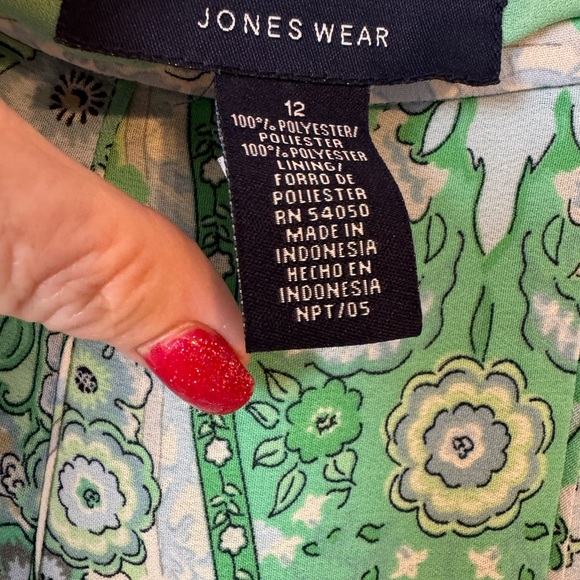 JONES WEAR
12
100% POLYESTER/
POLIESTER
100% POLYESTER
LINING/
FORRO DE
POLIESTER
RN 54050
MADE IN
INDONESIA
HECHO EN
INDONESIA
NPT/05